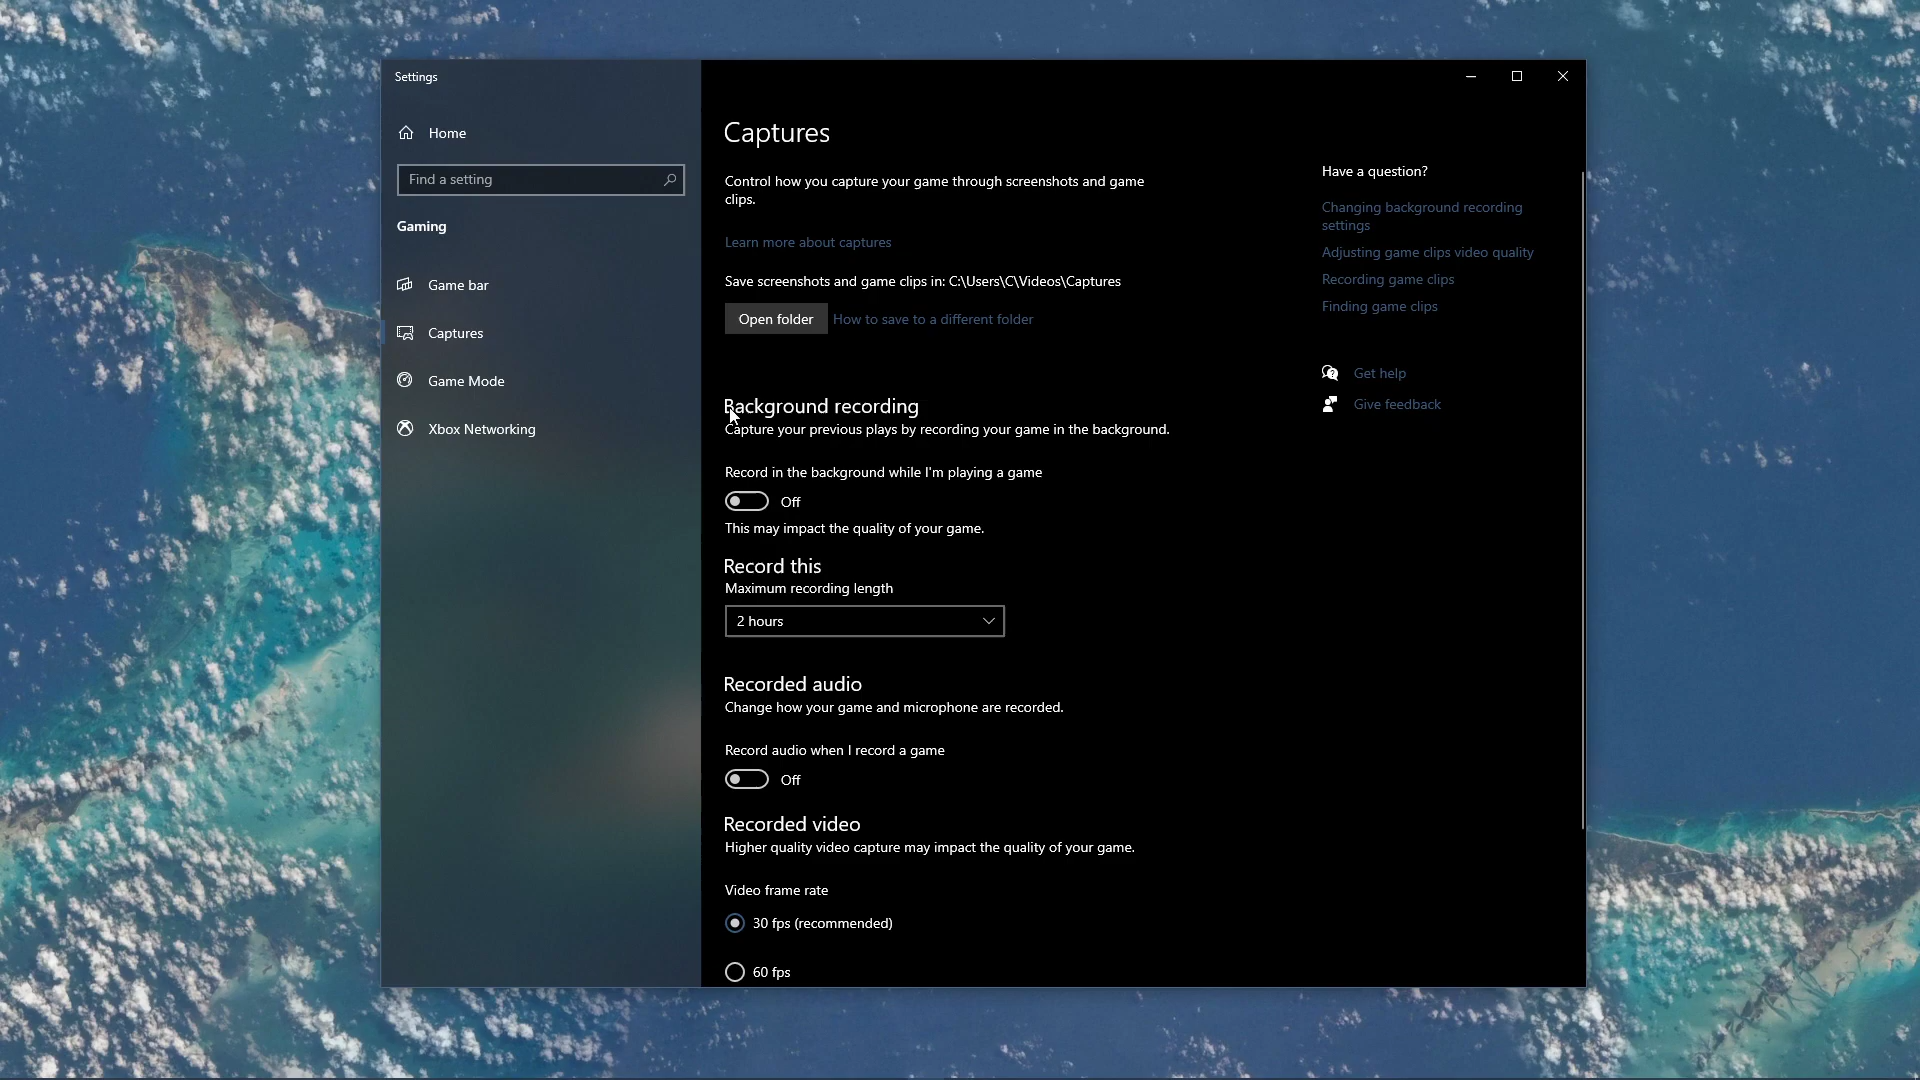 Settings
Home
Find a setting
Gaming
Game bar
Captures
Game Mode
Xbox Networking
Captures
Control how you capture your game through screenshots and game
clips.
Learn more about captures
Save screenshots and game clips in: C:\Users\C\Videos\Captures
Open folder
How to save to a different folder
Background recording
Capture your previous plays by recording your game in the background.
Record in the background while I'm playing a game
Off
This may impact the quality of your game.
Record this
Maximum recording length
2 hours
Recorded audio
Change how your game and microphone are recorded.
Record audio when I record a game
Off
Recorded video
Higher quality video capture may impact the quality of your game.
Video frame rate
30 fps (recommended)
60 fps
Have a question?
Changing background recording
settings
Adjusting game clips video quality
Recording game clips
Finding game clips
Get help
Give feedback